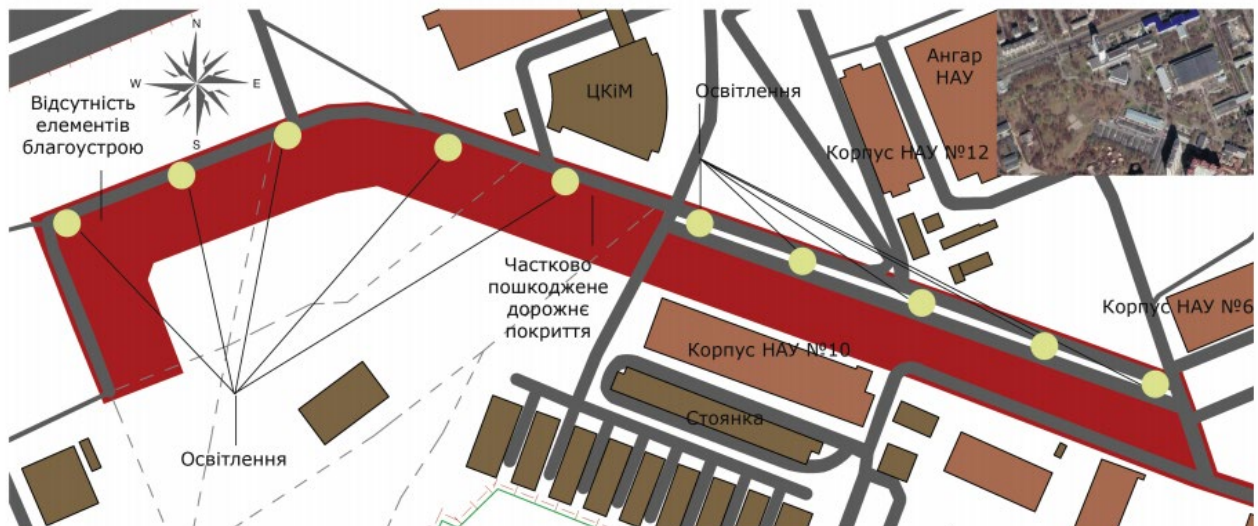 N
W
E
S
Відсутність
елементів
благоустрою
ЦКіМ
Освітлення
Ангар
НАУ
Корпус НАУ №12
Частково
пошкоджене
дорожнє
покриття
Корпус НАУ №6
Корпус НАУ №10
Стоянка
Освітлення